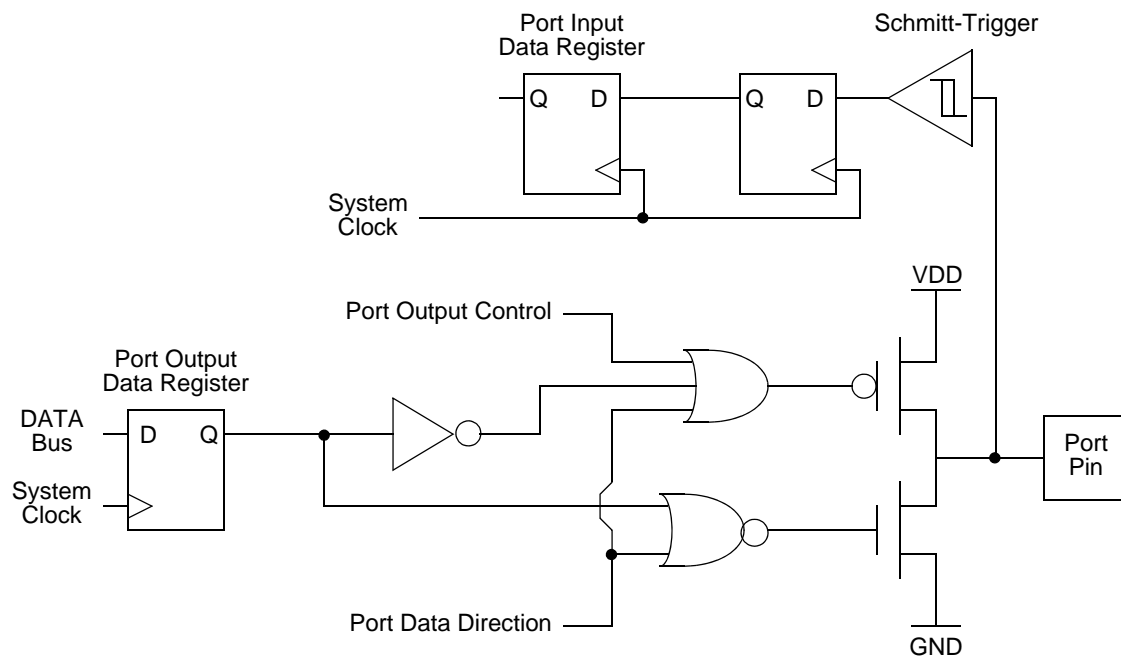 Port Input
Data Register
Schmitt-Trigger
Q D
Q D
System
Clock
VDD
Port Output Control
Port Output
Data Register
DATA
Bus
D Q
Port
Pin
System
Clock
Port Data Direction
GND